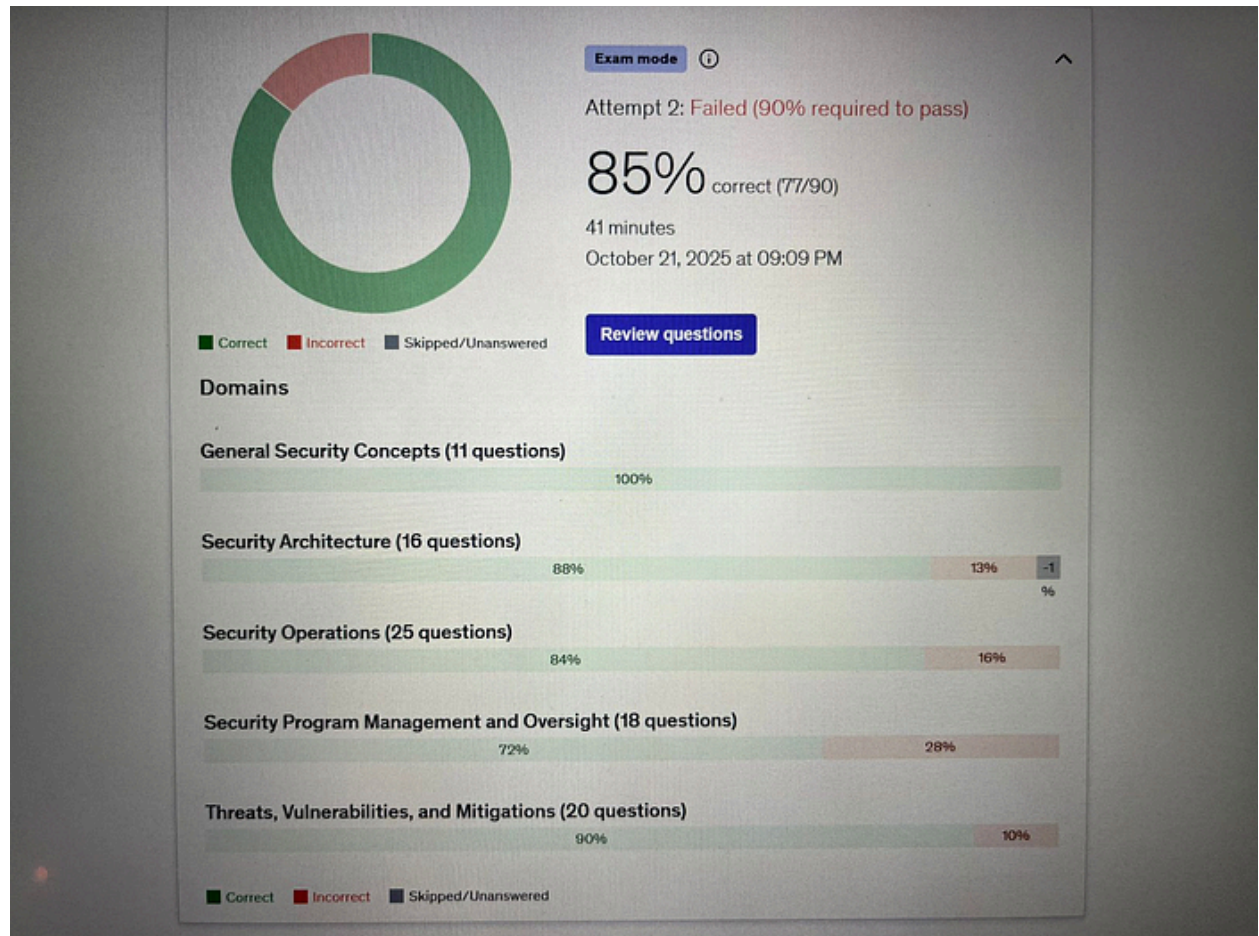 Exam mode
Attempt 2: Failed (90% required to pass)
85% correct (77/90)
41 minutes
October 21, 2025 at 09:09 PM
Review questions
Correct Incorrect Skipped/Unanswered
Domains
General Security Concepts (11 questions)
100%
Security Architecture (16 questions)
88% 13% -1
%
Security Operations (25 questions)
84% 16%
Security Program Management and Oversight (18 questions)
72% 28%
Threats, Vulnerabilities, and Mitigations (20 questions)
90% 10%
Correct Incorrect Skipped/Unanswered